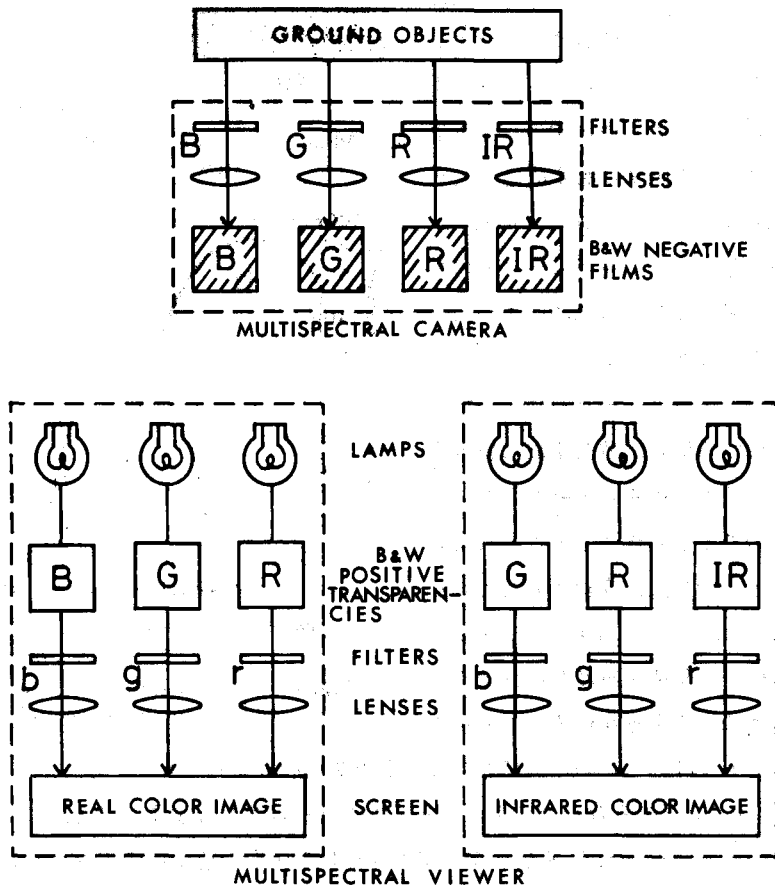 GROUND OBJECTS
FILTERS
B G R IR
LENSES
B G R IR
B&W NEGATIVE
FILMS
MULTISPECTRAL CAMERA
LAMPS
B&W
POSITIVE
TRANSPAREN-
CIES
B G R
G R IR
FILTERS
b g r
b g r
LENSES
REAL COLOR IMAGE
SCREEN
INFRARED COLOR IMAGE
MULTISPECTRAL VIEWER